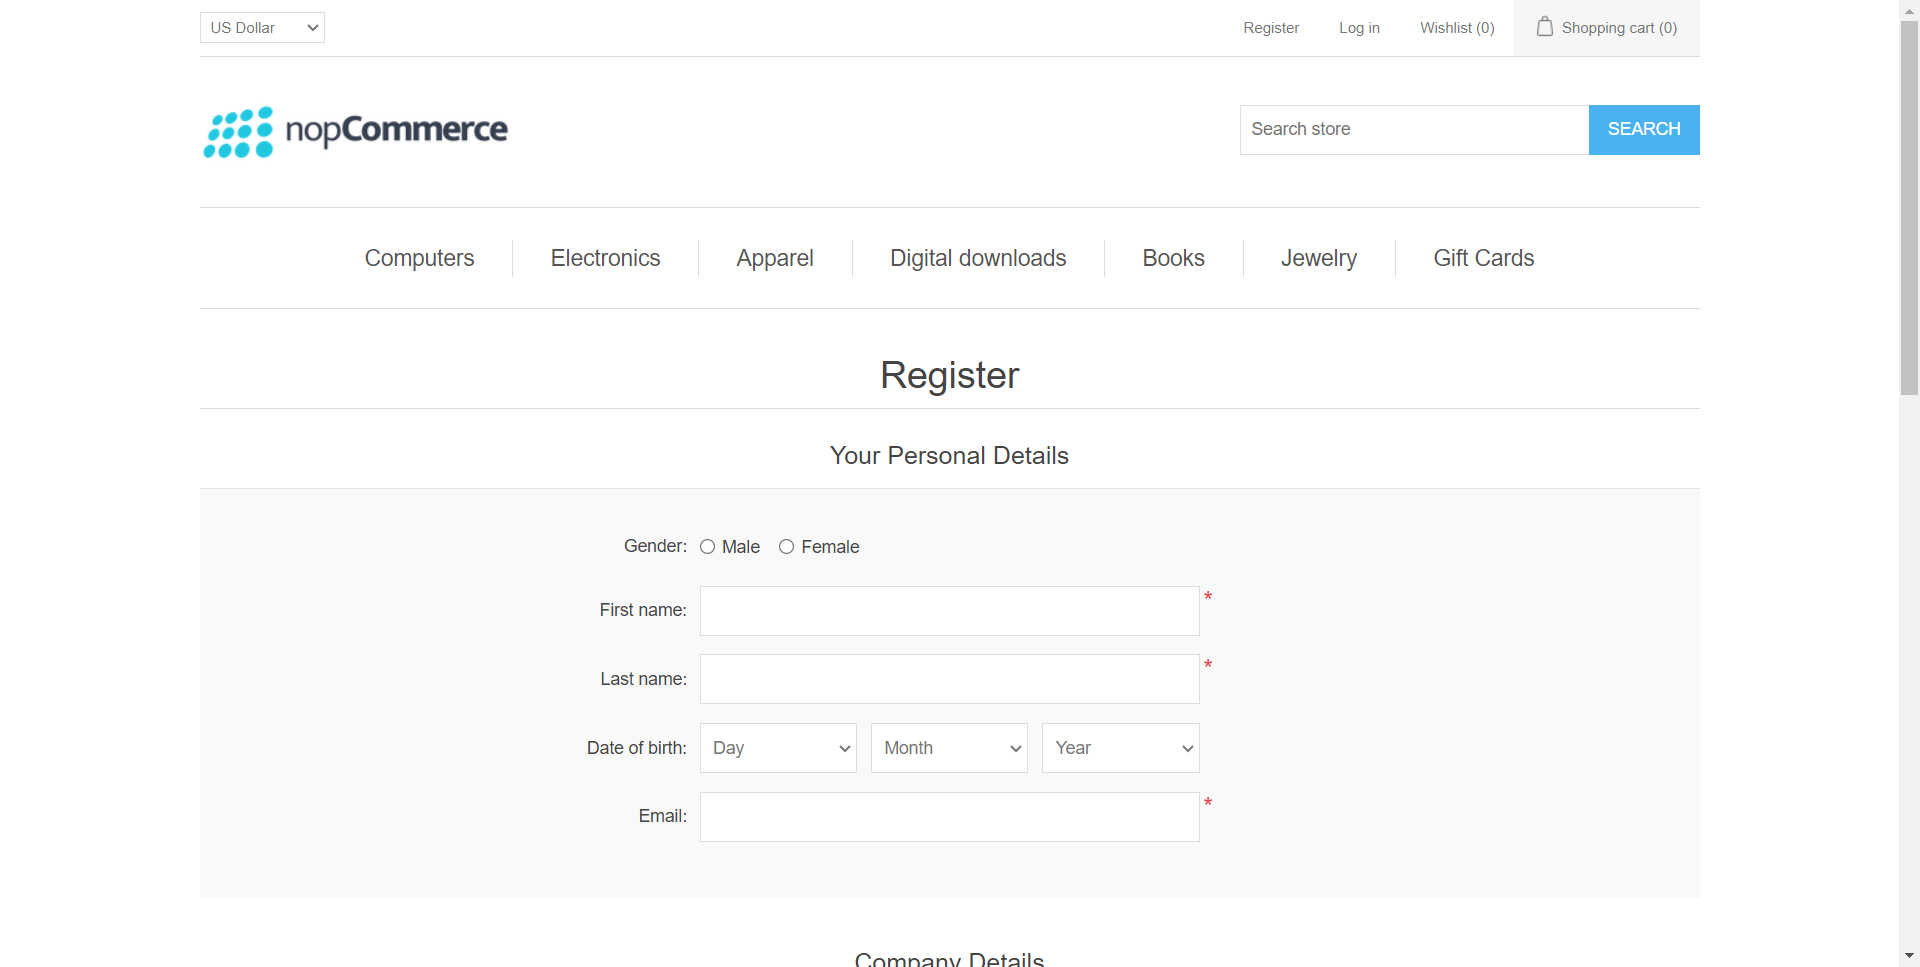 US Dollar
Register
Log in
Wishlist (0)
Shopping cart (0)
nopCommerce
Search store
SEARCH
Computers
Electronics
Apparel
Digital downloads
Books
Jewelry
Gift Cards
Register
Your Personal Details
Gender: Male Female
First name: *
Last name: *
Date of birth: Day Month Year
Email: *
Company Details